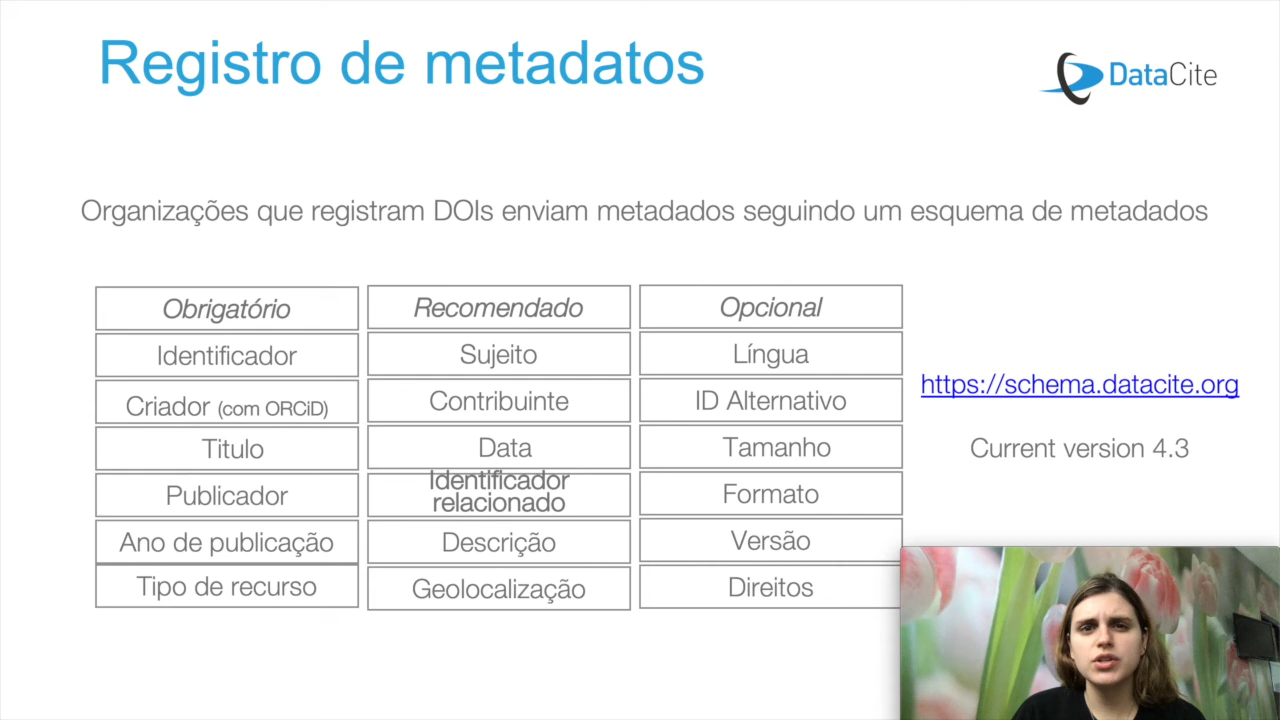 Registro de metadatos
DataCite
Organizações que registram DOIs enviam metadados seguindo um esquema de metadados
Obrigatório
Identificador
Criador (com ORCiD)
Titulo
Publicador
Ano de publicação
Tipo de recurso
Recomendado
Sujeito
Contribuinte
Data
Identificador
relacionado
Descrição
Geolocalização
Opcional
Língua
ID Alternativo
Tamanho
Formato
Versão
Direitos
https://schema.datacite.org
Current version 4.3